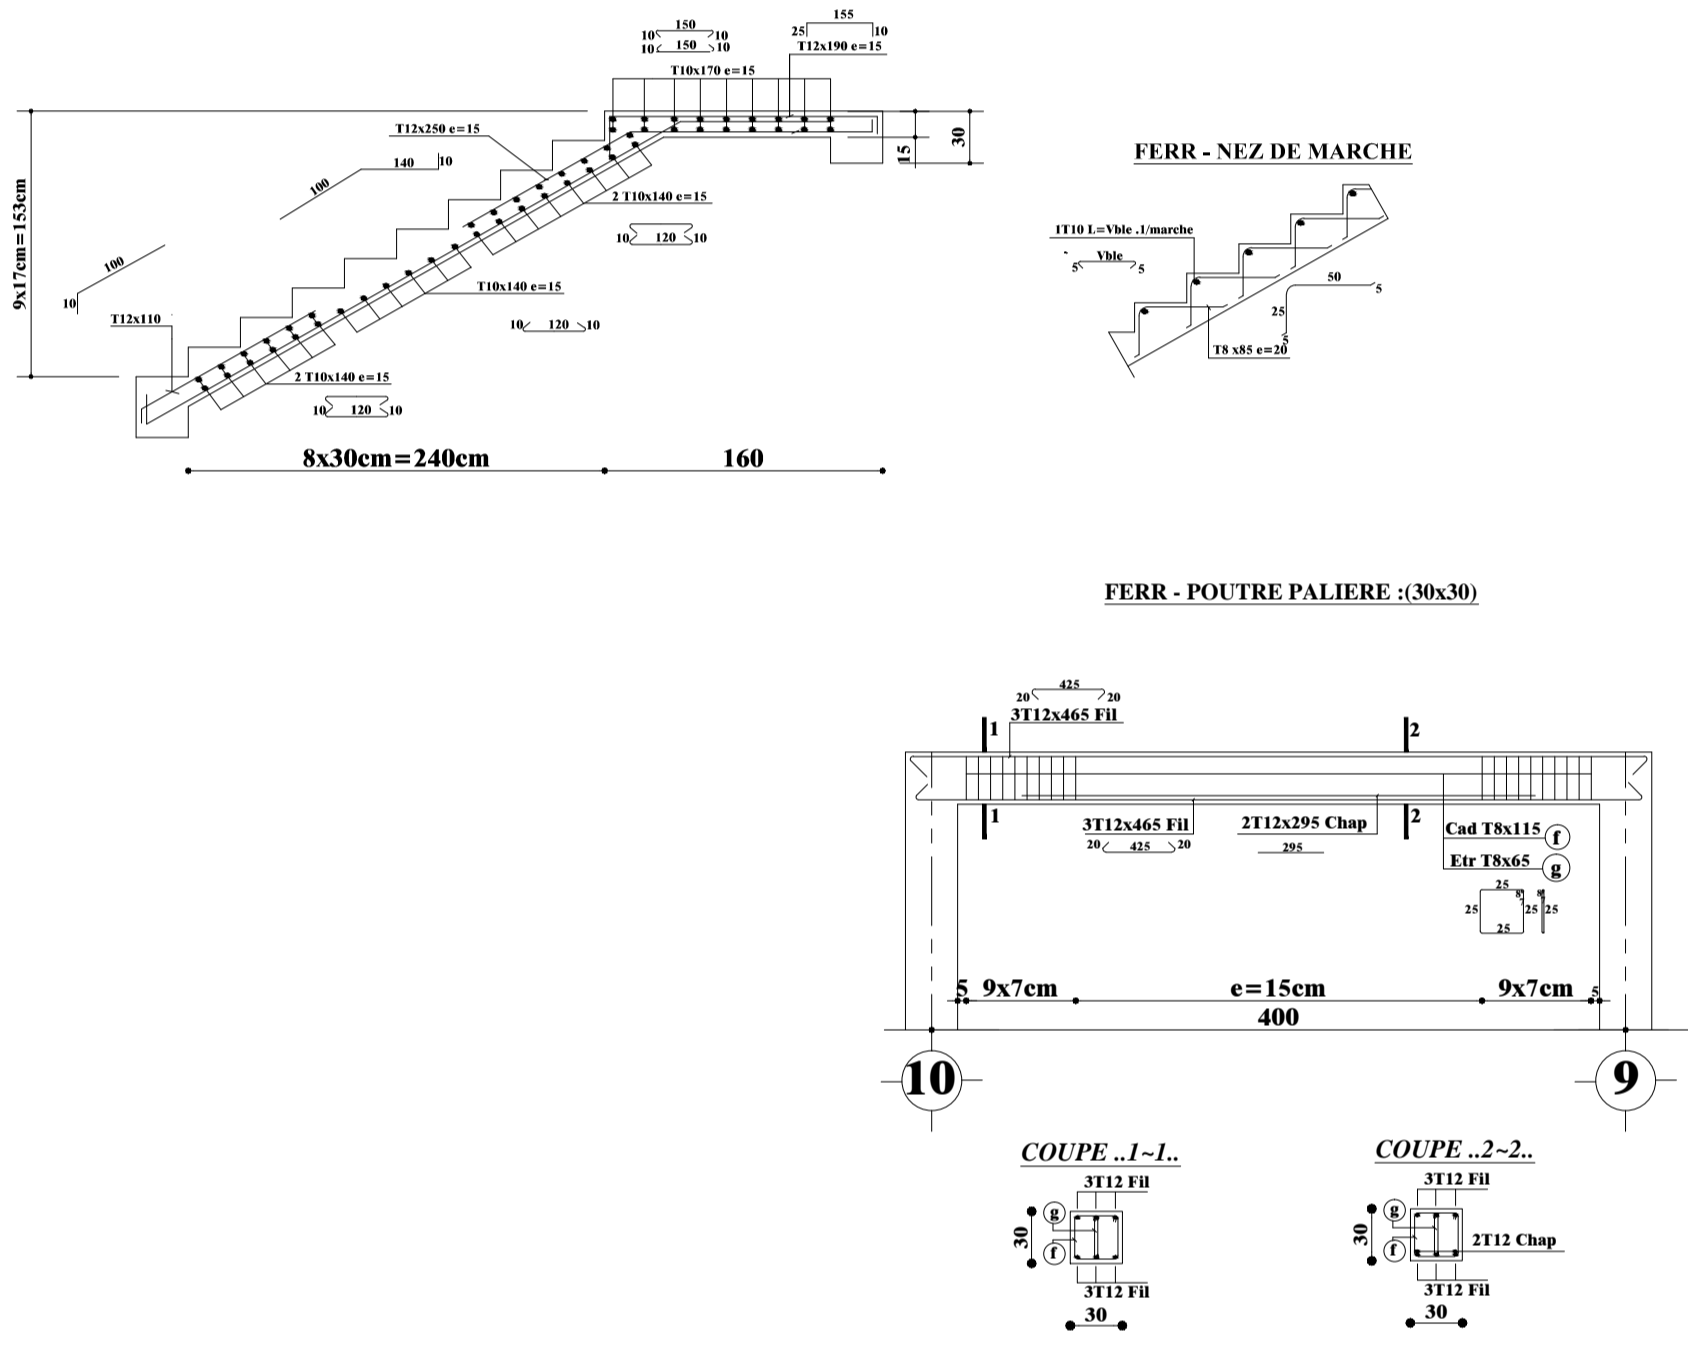 155
25 10
T12x190 e=15
150
10 10
150
10 10
T10x170 e=15
T12x250 e=15
140 10
100
9x17cm=153cm
100
10
T12x110
2 T10x140 e=15
10 120 10
T10x140 e=15
10 120 10
2 T10x140 e=15
10 120 10
15
30
8x30cm=240cm
160
FERR - NEZ DE MARCHE
1T10 L=Vble .1/marche
Vble
5 5
50
5
25
5
T8 x85 e=20
FERR - POUTRE PALIERE :(30x30)
425
20 20
3T12x465 Fil
1
2
1
2
3T12x465 Fil
20 425 20
2T12x295 Chap
295
Cad T8x115 f
Etr T8x65 g
25
8 8
25 25 25
25
5 9x7cm e=15cm 9x7cm 5
400
10 9
COUPE ..1~1..
3T12 Fil
g
30
f
3T12 Fil
30
COUPE ..2~2..
3T12 Fil
g
30
f
2T12 Chap
3T12 Fil
30